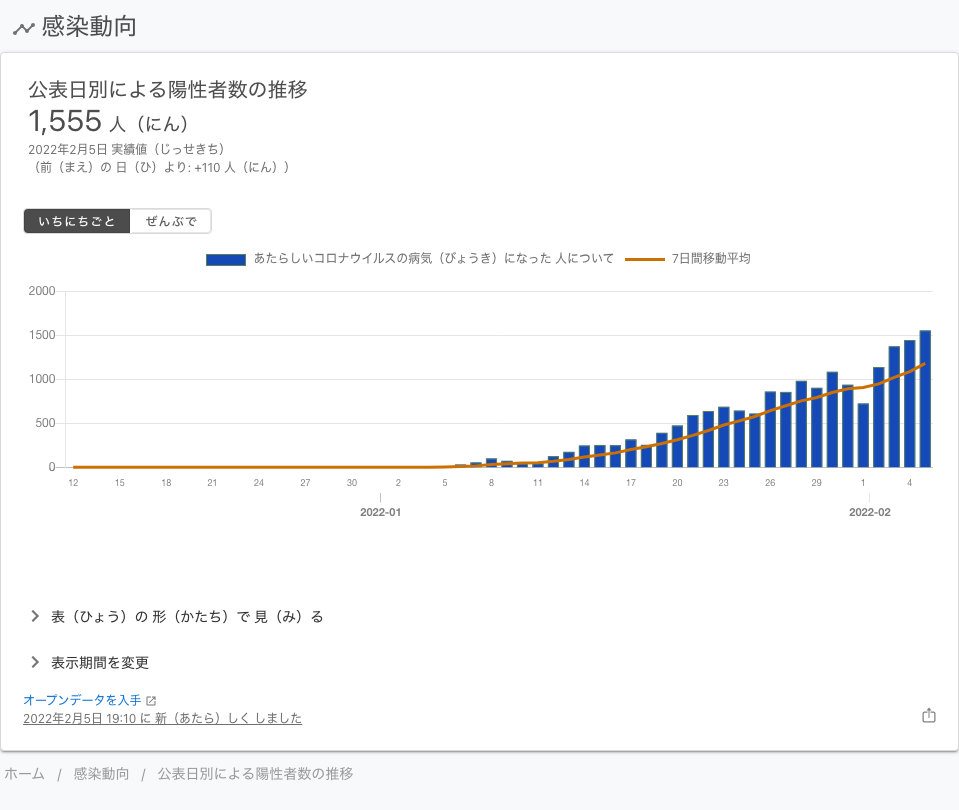 感染動向
公表日別による陽性者数の推移
1,555 人（にん）
2022年2月5日 実績値（じっせきち）
（前（まえ）の 日（ひ）より: +110 人（にん））
いちにちごと ぜんぶで
あたらしいコロナウイルスの病気（びょうき）になった 人について 7日間移動平均
2000
1500
1000
500
0
12 15 18 21 24 27 30 2 5 8 11 14 17 20 23 26 29 1 4
2022-01 2022-02
表（ひょう）の 形（かたち）で 見（み）る
表示期間を変更
オープンデータを入手
2022年2月5日 19:10 に 新（あたら）しく しました
ホーム / 感染動向 / 公表日別による陽性者数の推移